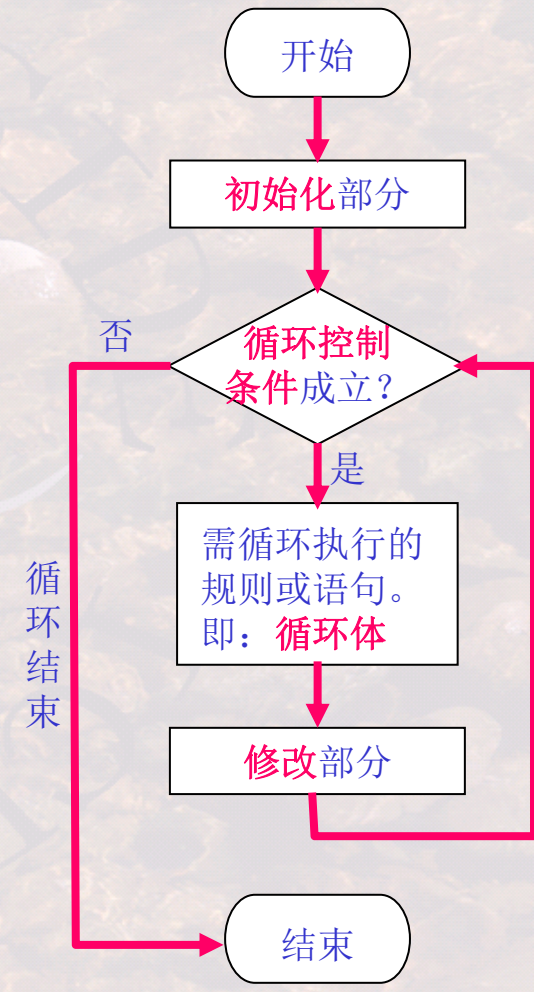 开始
初始化部分
否
循环控制
条件成立？
是
需循环执行的
规则或语句。
即：循环体
循
环
结
束
修改部分
结束